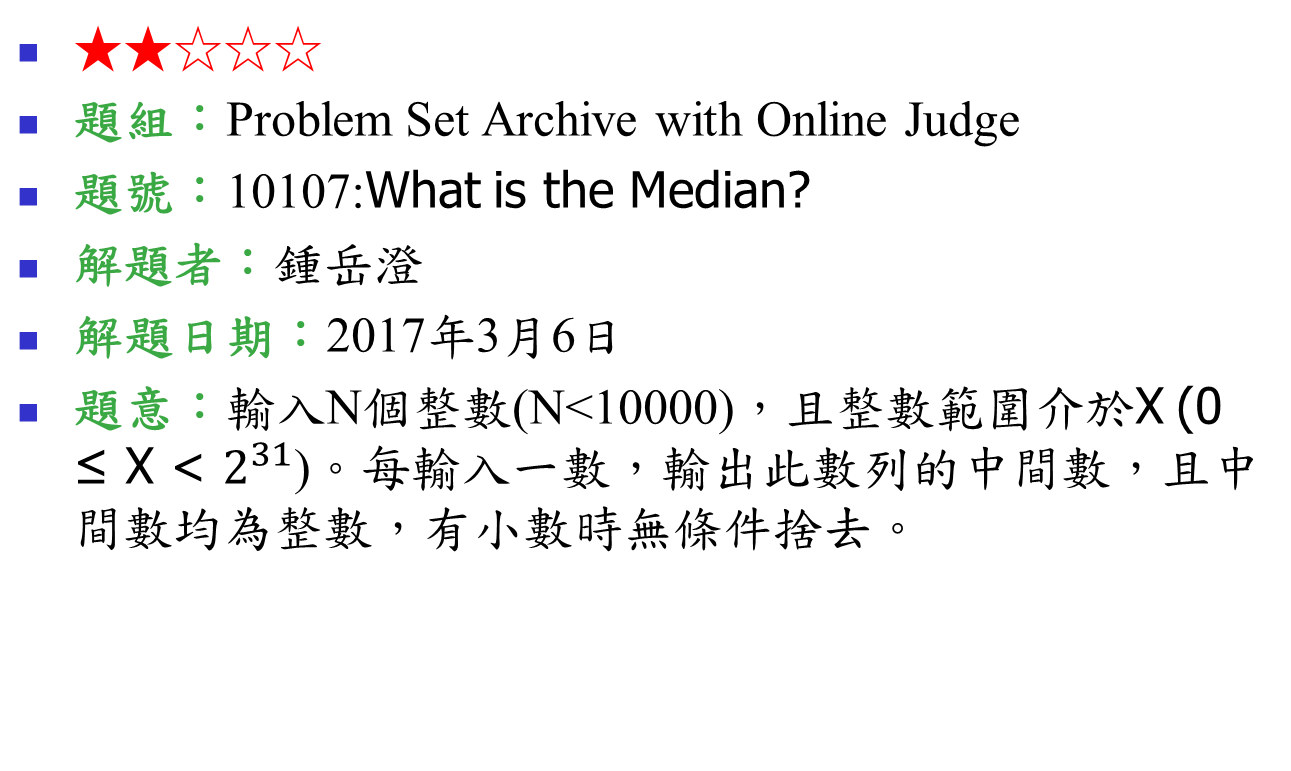 ★★☆☆☆
題組：Problem Set Archive with Online Judge
題號：10107:What is the Median?
解題者：鍾岳澄
解題日期：2017年3月6日
題意：輸入N個整數(N<10000)，且整數範圍介於X (0
≤ X < 2³¹)。每輸入一數，輸出此數列的中間數，且中
間數均為整數，有小數時無條件捨去。